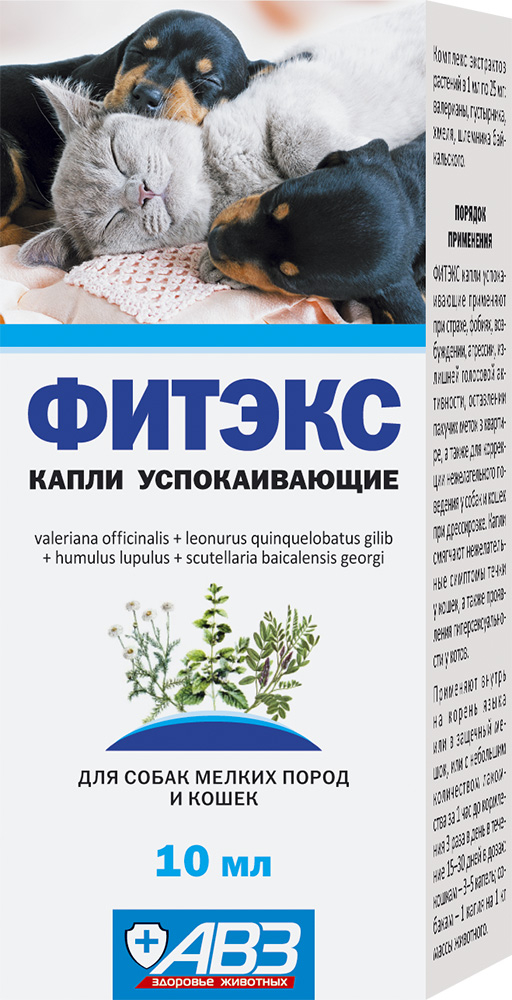 ФИТЭКС
КАПЛИ УСПОКАИВАЮЩИЕ
valeriana officinalis + leonurus quinquelobatus gilib
+ humulus lupulus + scutellaria baicalensis georgi
ДЛЯ СОБАК МЕЛКИХ ПОРОД
И КОШЕК
10 мл
АВЗ
здоровье животных
Комплекс экстрактов
растений в 1 мл по 25 мг:
валерианы, пустырника,
хмеля, шлемника бай-
кальского.
ПОРЯДОК
ПРИМЕНЕНИЯ
ФИТЭКС капли успока-
ивающие применяют
при страхе, фобиях, воз-
буждении, агрессии, из-
лишней голосовой ак-
тивности, оставлении
пахучих меток в кварти-
ре, а также для коррек-
ции нежелательного по-
ведения у собак и кошек
при дрессировке. Капли
смягчают нежелатель-
ные симптомы течки
у кошек, а также прояв-
ления гиперсексуально-
сти у котов.
Применяют внутрь
на корень языка
или в защечный ме-
шок, или с небольшим
количеством лаком-
ства за 1 час до кормле-
ния 3 раза в день в тече-
ние 15–30 дней в дозах:
кошкам – 3–5 капель; со-
бакам – 1 капля на 1 кг
массы животного.